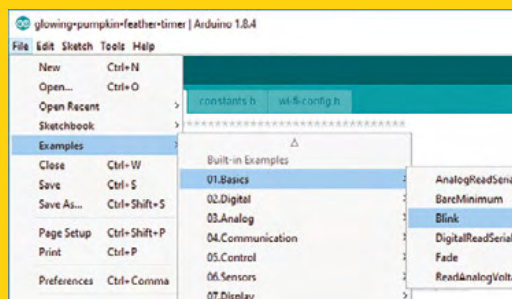 glowing-pumpkin-feather-timer | Arduino 1.8.4
File Edit Sketch Tools Help
New Ctrl+N
Open... Ctrl+O
Open Recent
Sketchbook
Examples
Close Ctrl+W
Save Ctrl+S
Save As... Ctrl+Shift+S
Page Setup Ctrl+Shift+P
Print Ctrl+P
Preferences Ctrl+Comma
constants.h wi-fi-config.h
********************************
Built-in Examples
01.Basics
02.Digital
03.Analog
04.Communication
05.Control
06.Sensors
07.Display
AnalogReadSerial
BareMinimum
Blink
DigitalReadSerial
Fade
ReadAnalogVolta